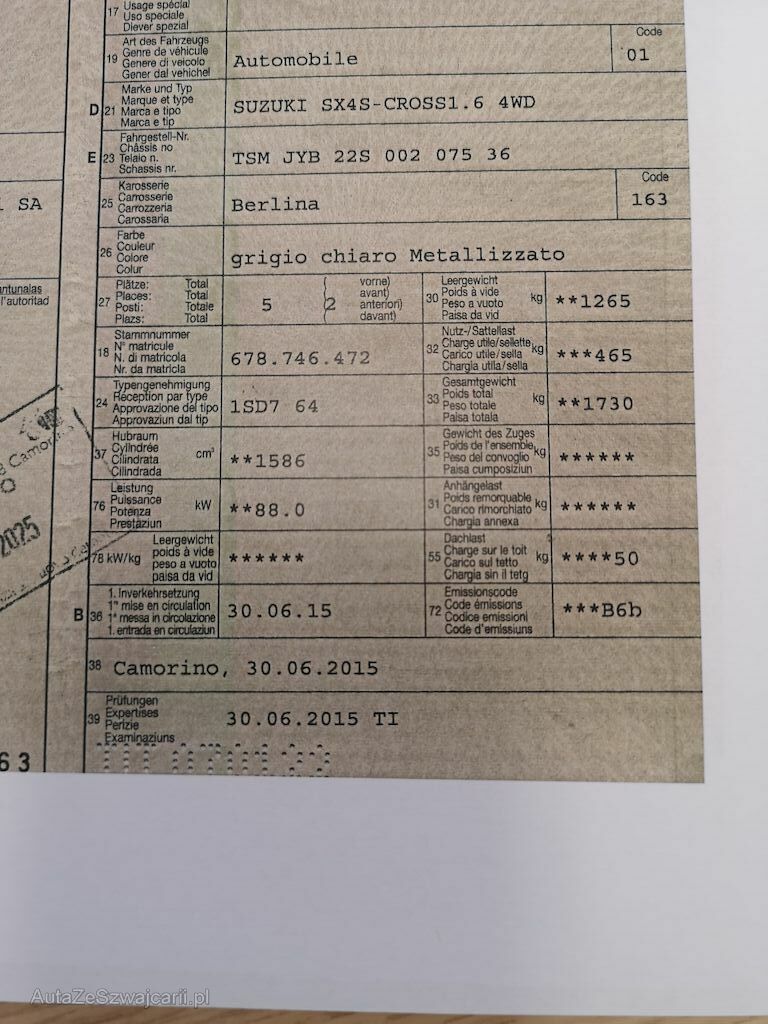 17 Usage spécial
Uso speciale
Diever spezial
19 Art des Fahrzeugs
Genre de véhicule
Genere di veicolo
Gener dal vehichel
Automobile
Code
01
D 21 Marke und Typ
Marque et type
Marca e tipo
Marca e tip
SUZUKI SX4S-CROSS1.6 4WD
E 23 Fahrgestell-Nr.
Châssis no
Telaio n.
Schassis nr.
TSM JYB 22S 002 075 36
25 Karosserie
Carrosserie
Carrozzeria
Carossaria
Berlina
Code
163
SA
26 Farbe
Couleur
Colore
Colur
grigio chiaro Metallizzato
l'autoritad
27 Plätze: Total
Places: Total
Posti: Totale
Plazs: Total
5
( 2
vorne)
avant)
anteriori)
davant)
30 Leergewicht
Poids à vide
Peso a vuoto
Paisa da vid
kg
**1265
18 Stammnummer
N° matricule
N. di matricola
Nr. da matricla
678.746.472
32 Nutz-/Sattellast
Charge utile/sellette
Carico utile/sella
Chargia utila/sella
kg
***465
24 Typengenehmigung
Réception par type
Approvazione del tipo
Approvaziun dal tip
1SD7 64
33 Gesamtgewicht
Poids total
Peso totale
Paisa totala
kg
**1730
37 Hubraum
Cylindrée
Cilindrata
Cilindrada
cm³
**1586
35 Gewicht des Zuges
Poids de l'ensemble
Peso del convoglio
Paisa cumposiziun
kg
******
76 Leistung
Puissance
Potenza
Prestaziun
kW
**88.0
31 Anhängelast
Poids remorquable
Carico rimorchiato
Chargia annexa
kg
******
78 kW/kg
Leergewicht
poids à vide
peso a vuoto
paisa da vid
******
55 Dachlast
Charge sur le toit
Carico sul tetto
Chargia sin il tetg
kg
****50
B 36 1. Inverkehrsetzung
1re mise en circulation
1a messa in circolazione
1. entrada en circulaziun
30.06.15
72 Emissionscode
Code émissions
Codice emissioni
Code d'emissiuns
***B6b
Camorino
2025
38 Camorino, 30.06.2015
39 Prüfungen
Expertises
Perizie
Examinaziuns
30.06.2015 TI
63
AutaZeSzwajcarii.pl